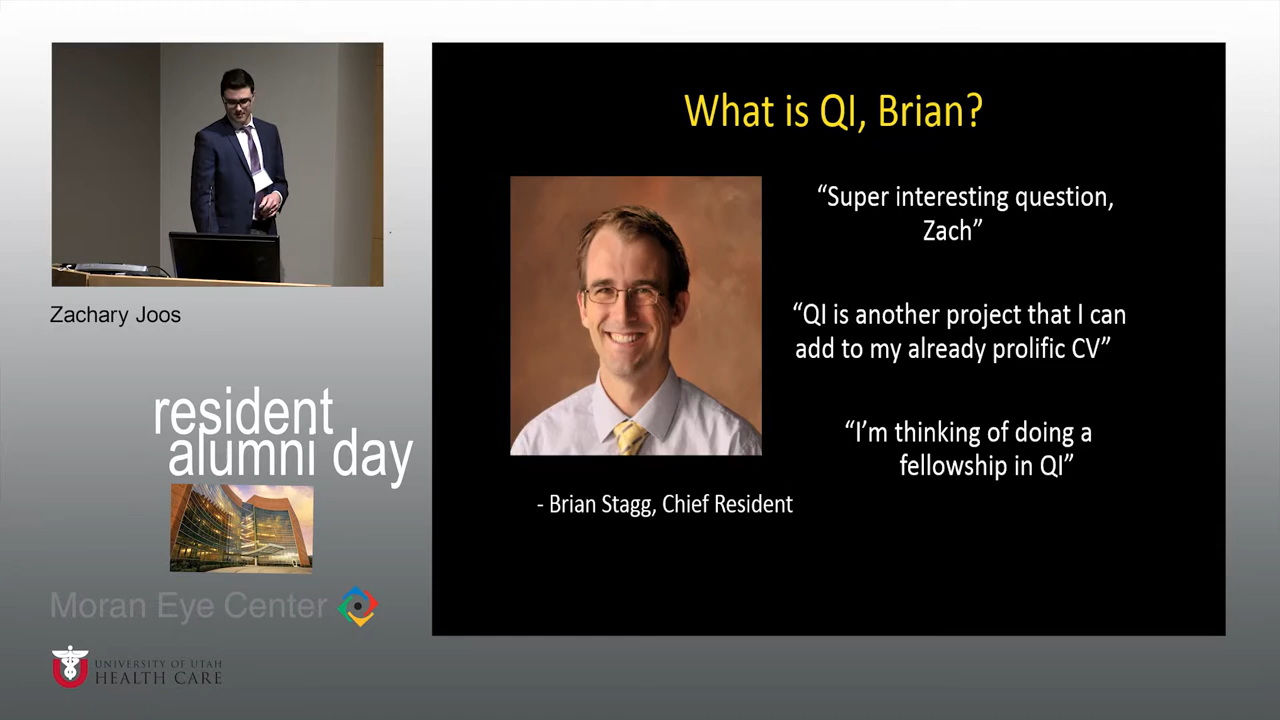 Zachary Joos
resident
alumni day
Moran Eye Center
UNIVERSITY OF UTAH
HEALTH CARE
What is QI, Brian?
“Super interesting question,
Zach”
“QI is another project that I can
add to my already prolific CV”
“I’m thinking of doing a
fellowship in QI”
- Brian Stagg, Chief Resident